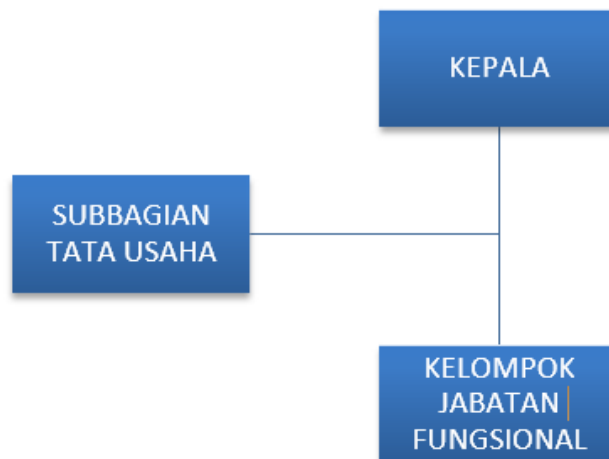 KEPALA
SUBBAGIAN
TATA USAHA
KELOMPOK
JABATAN
FUNGSIONAL